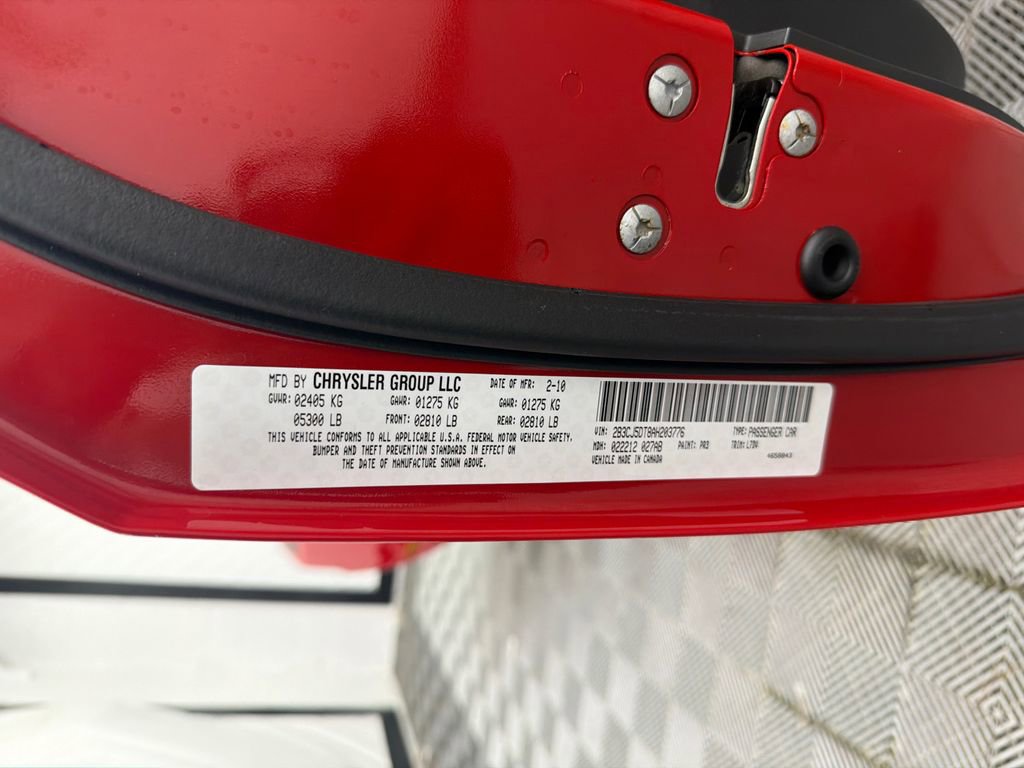 MFD BY CHRYSLER GROUP LLC DATE OF MFR: 2-10
GVWR: 02405 KG GAWR: 01275 KG GAWR: 01275 KG
05300 LB FRONT: 02810 LB REAR: 02810 LB
THIS VEHICLE CONFORMS TO ALL APPLICABLE U.S.A. FEDERAL MOTOR VEHICLE SAFETY,
BUMPER AND THEFT PREVENTION STANDARDS IN EFFECT ON
THE DATE OF MANUFACTURE SHOWN ABOVE.
VIN: 2B3CJ5DT8AH203776 TYPE: PASSENGER CAR
MDH: 022212 027AB PAINT: PR3 TRIM: L7DV
VEHICLE MADE IN CANADA